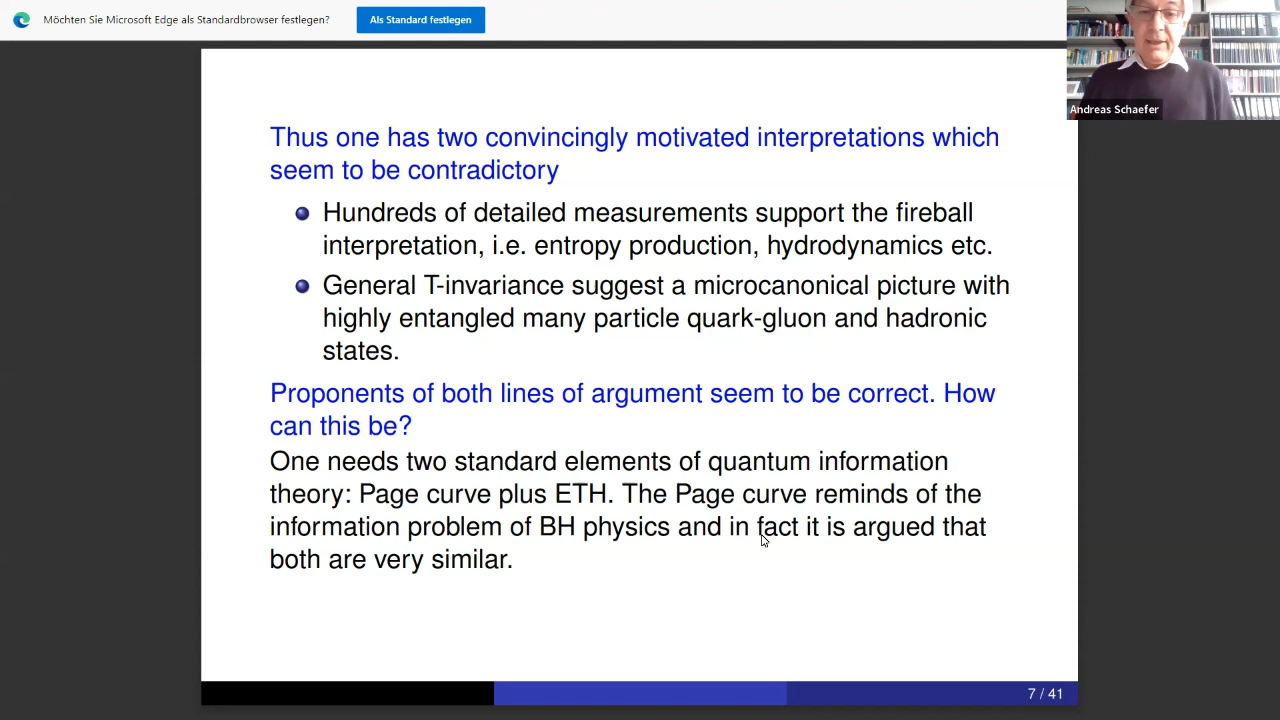 Möchten Sie Microsoft Edge als Standardbrowser festlegen?
Als Standard festlegen
Andreas Schaefer
Thus one has two convincingly motivated interpretations which
seem to be contradictory
Hundreds of detailed measurements support the fireball
interpretation, i.e. entropy production, hydrodynamics etc.
General T-invariance suggest a microcanonical picture with
highly entangled many particle quark-gluon and hadronic
states.
Proponents of both lines of argument seem to be correct. How
can this be?
One needs two standard elements of quantum information
theory: Page curve plus ETH. The Page curve reminds of the
information problem of BH physics and in fact it is argued that
both are very similar.
7 / 41